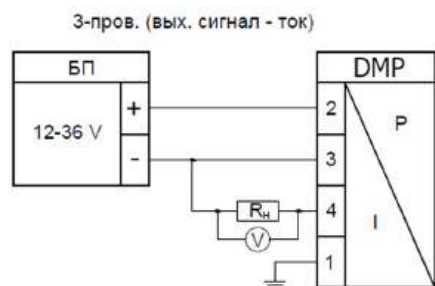 3-пров. (вых. сигнал - ток)
БП
DMP
12-36 V
+
-
2
3
4
1
P
I
Rн
V